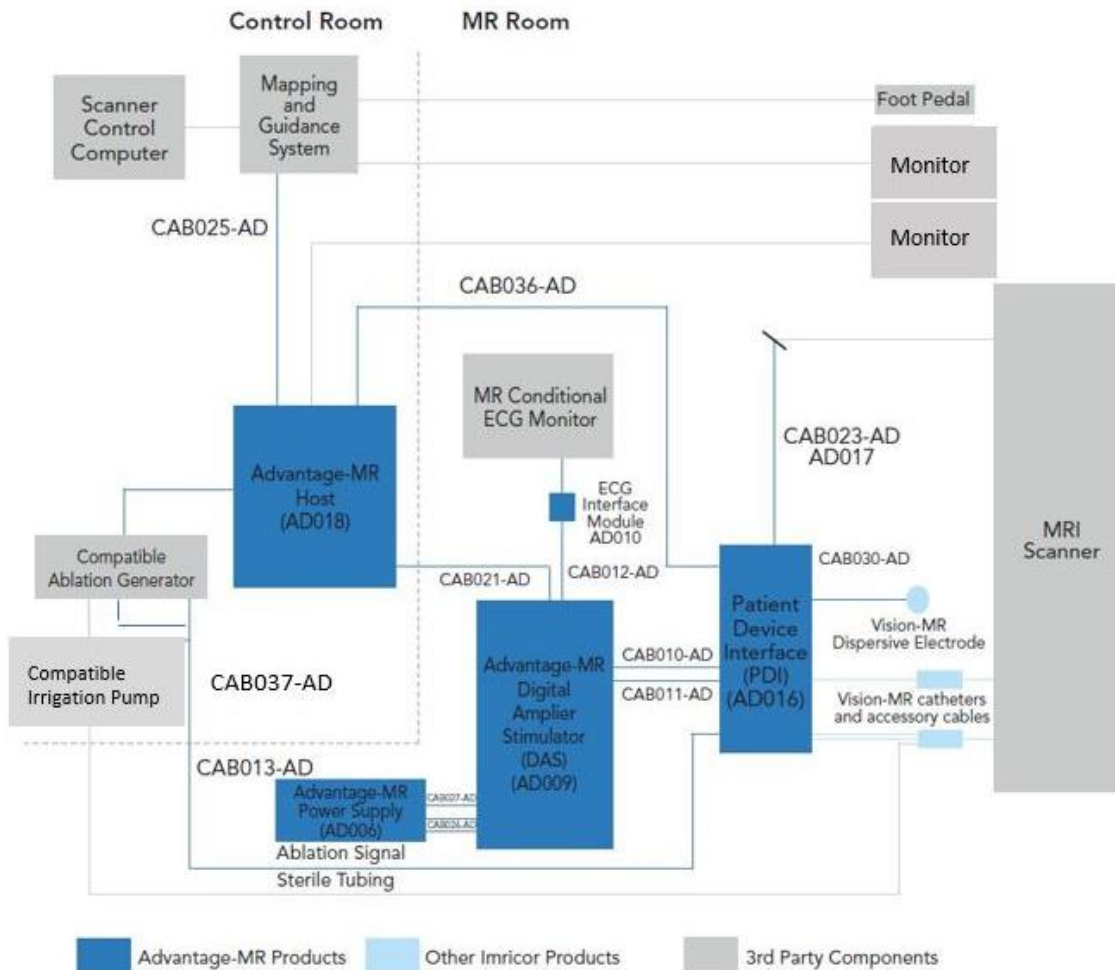 Control Room
MR Room
Scanner
Control
Computer
Mapping
and
Guidance
System
Foot Pedal
Monitor
Monitor
CAB025-AD
CAB036-AD
MR Conditional
ECG Monitor
CAB023-AD
AD017
Advantage-MR
Host
(AD018)
ECG
Interface
Module
AD010
MRI
Scanner
Compatible
Ablation Generator
CAB021-AD
CAB012-AD
CAB030-AD
Patient
Device
Interface
(PDI)
(AD016)
Vision-MR
Dispersive Electrode
Compatible
Irrigation Pump
CAB037-AD
Advantage-MR
Digital
Amplier
Stimulator
(DAS)
(AD009)
CAB010-AD
CAB011-AD
Vision-MR catheters
and accessory cables
CAB013-AD
Advantage-MR
Power Supply
(AD006)
CAB027-AD
CAB026-AD
Ablation Signal
Sterile Tubing
Advantage-MR Products
Other Imricor Products
3rd Party Components